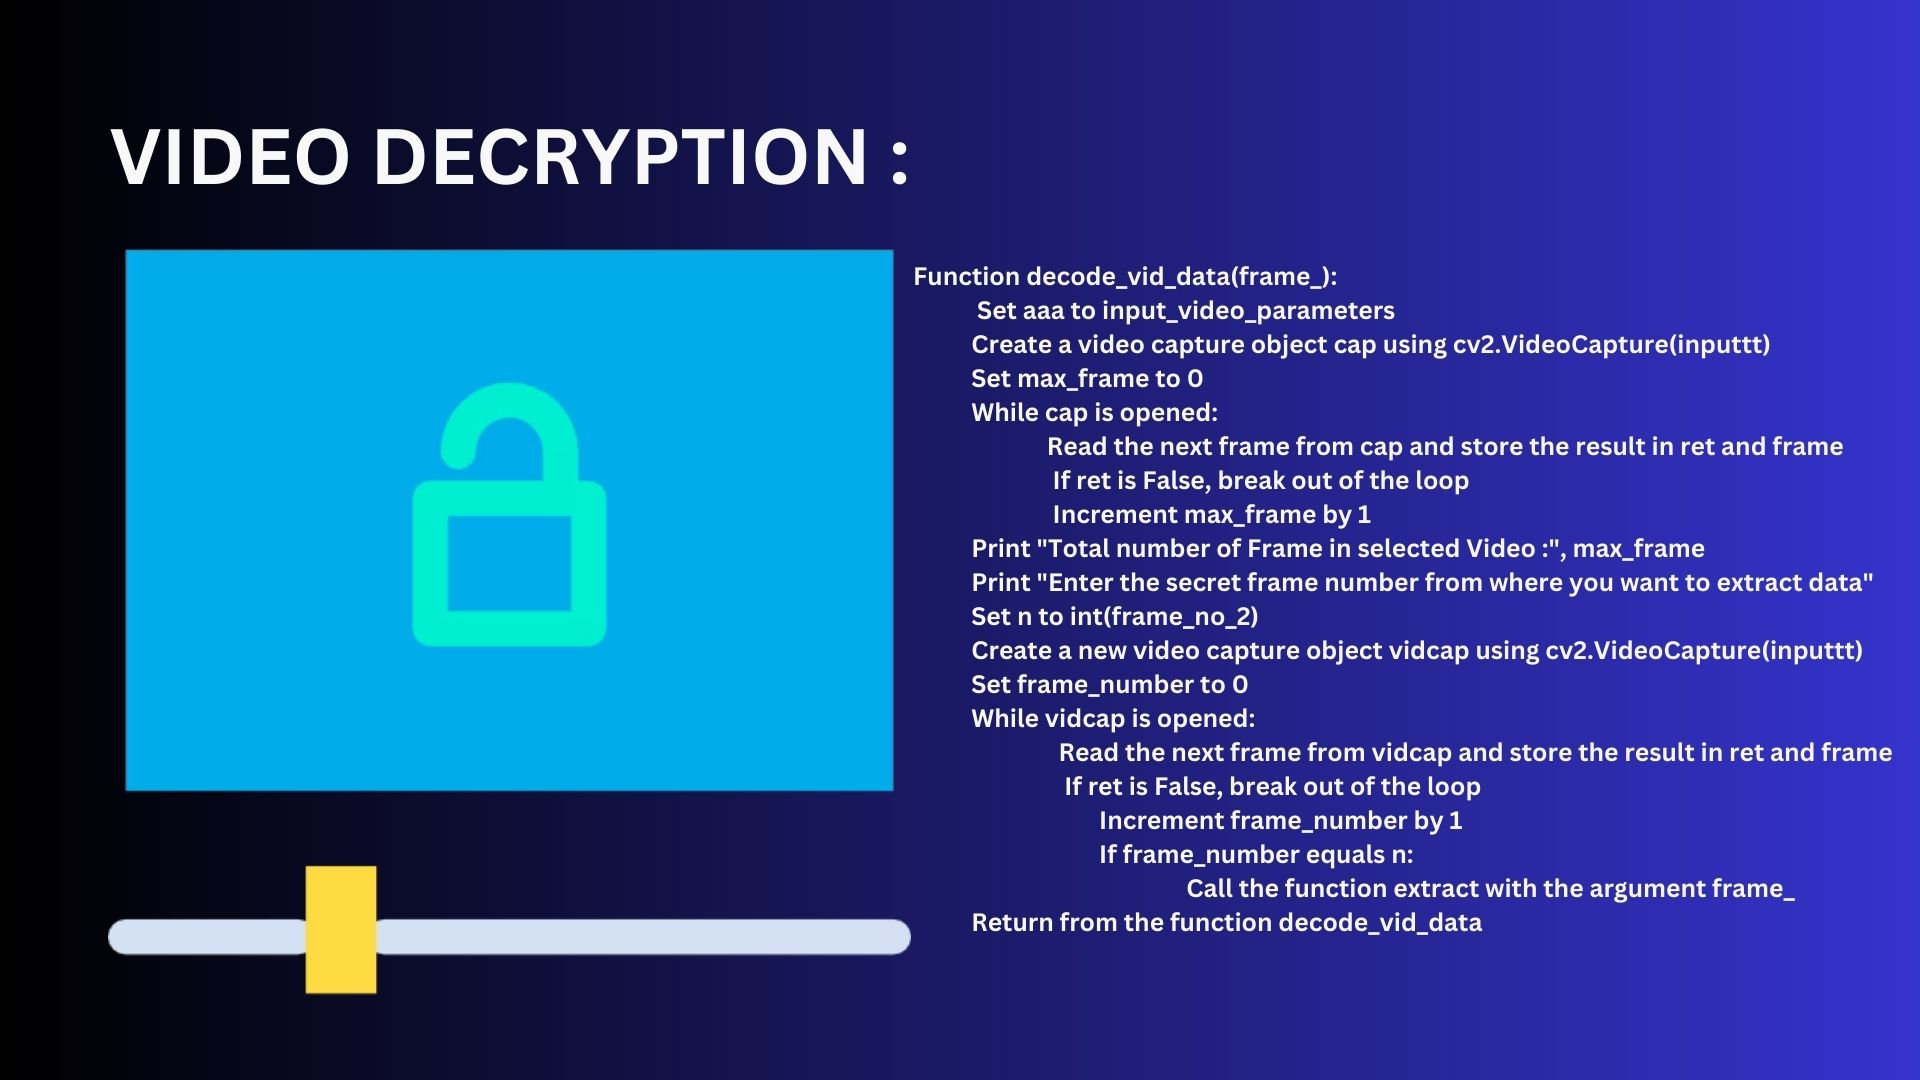 VIDEO DECRYPTION :
Function decode_vid_data(frame_):
Set aaa to input_video_parameters
Create a video capture object cap using cv2.VideoCapture(inputtt)
Set max_frame to 0
While cap is opened:
Read the next frame from cap and store the result in ret and frame
If ret is False, break out of the loop
Increment max_frame by 1
Print "Total number of Frame in selected Video :", max_frame
Print "Enter the secret frame number from where you want to extract data"
Set n to int(frame_no_2)
Create a new video capture object vidcap using cv2.VideoCapture(inputtt)
Set frame_number to 0
While vidcap is opened:
Read the next frame from vidcap and store the result in ret and frame
If ret is False, break out of the loop
Increment frame_number by 1
If frame_number equals n:
Call the function extract with the argument frame_
Return from the function decode_vid_data